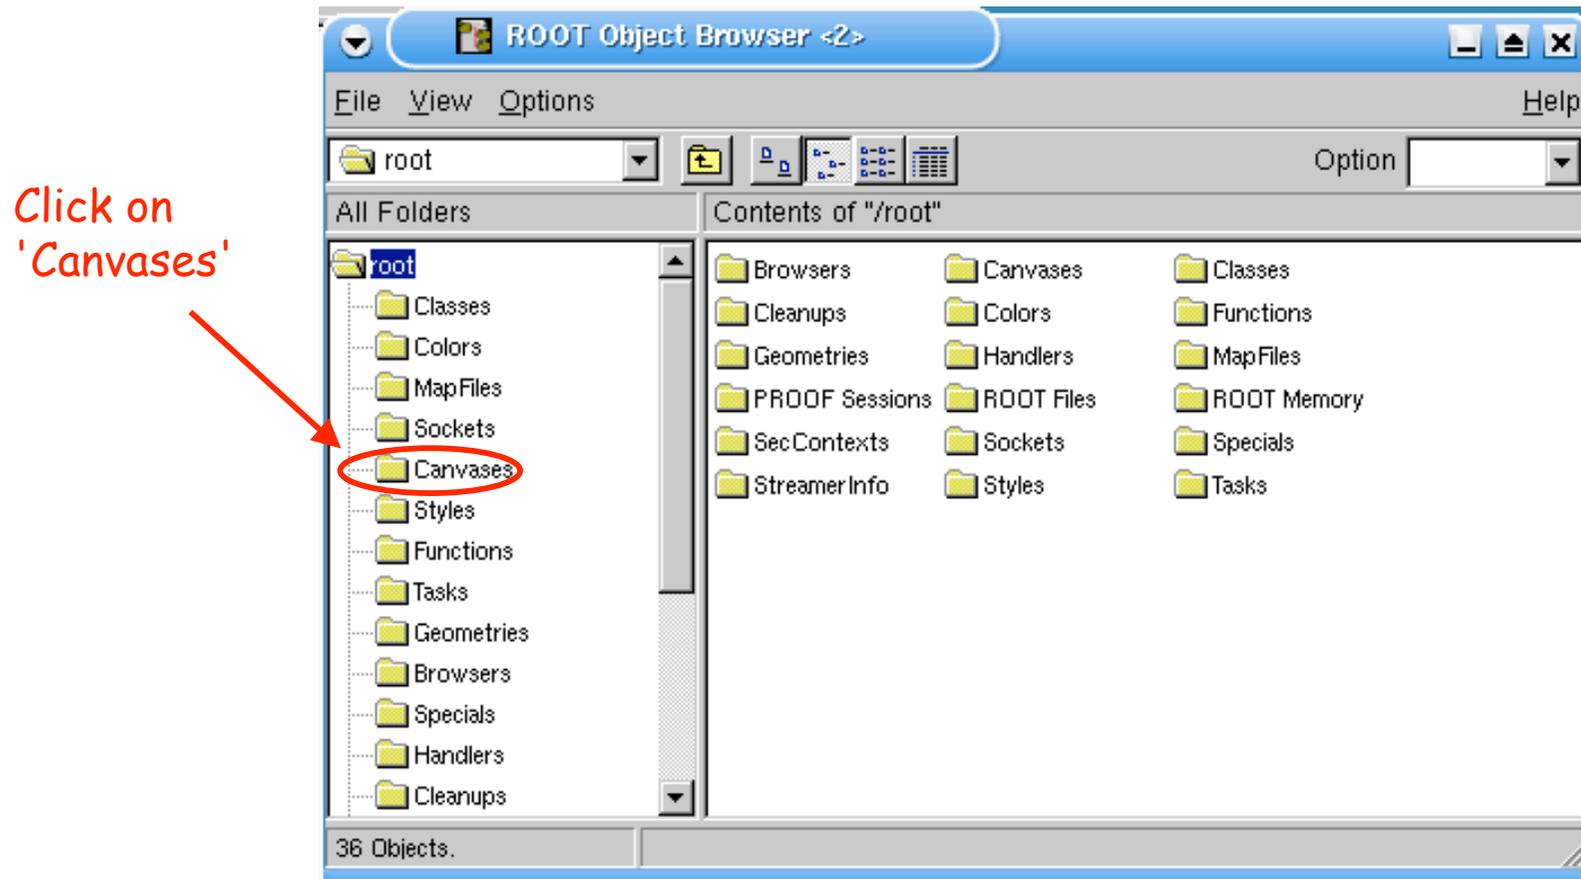 ROOT Object Browser <2>
File View Options Help
root Option
Click on
'Canvases'
All Folders
Contents of "/root"
root
Classes
Colors
MapFiles
Sockets
Canvases
Styles
Functions
Tasks
Geometries
Browsers
Specials
Handlers
Cleanups
Browsers Canvases Classes
Cleanups Colors Functions
Geometries Handlers MapFiles
PROOF Sessions ROOT Files ROOT Memory
SecContexts Sockets Specials
StreamerInfo Styles Tasks
36 Objects.